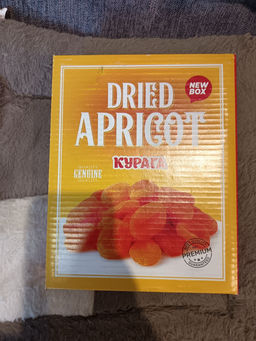 NEW
BOX
DRIED
APRICOT
КУРАГА
GENUINE
PREMIUM